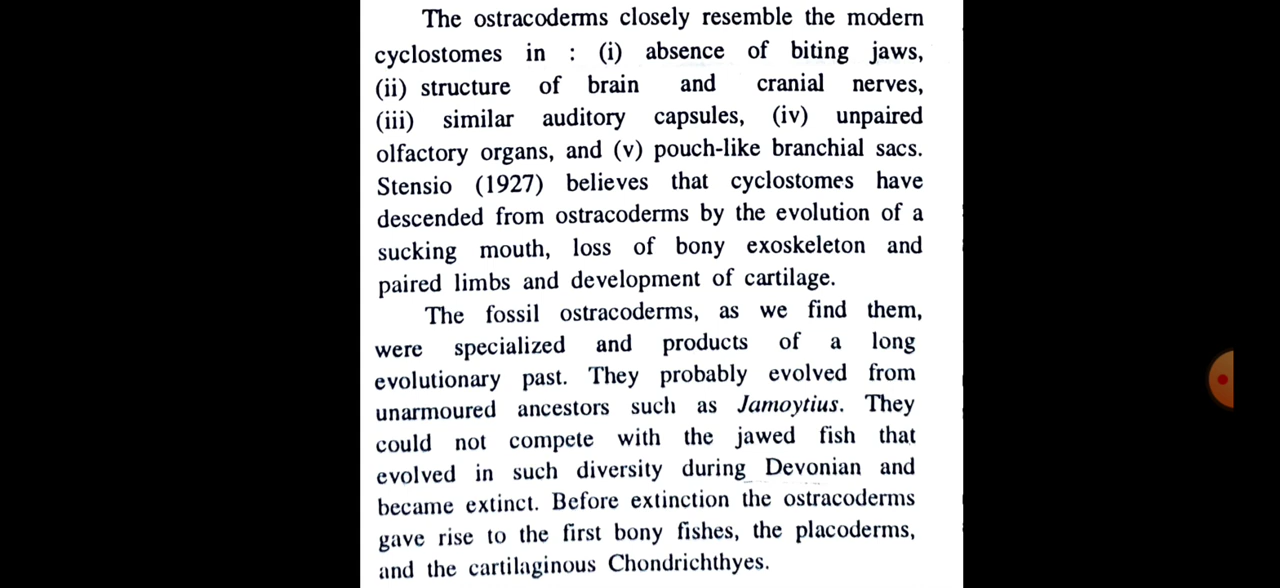 The ostracoderms closely resemble the modern
cyclostomes in : (i) absence of biting jaws,
(ii) structure of brain and cranial nerves,
(iii) similar auditory capsules, (iv) unpaired
olfactory organs, and (v) pouch-like branchial sacs.
Stensio (1927) believes that cyclostomes have
descended from ostracoderms by the evolution of a
sucking mouth, loss of bony exoskeleton and
paired limbs and development of cartilage.
The fossil ostracoderms, as we find them,
were specialized and products of a long
evolutionary past. They probably evolved from
unarmoured ancestors such as Jamoytius. They
could not compete with the jawed fish that
evolved in such diversity during Devonian and
became extinct. Before extinction the ostracoderms
gave rise to the first bony fishes, the placoderms,
and the cartilaginous Chondrichthyes.